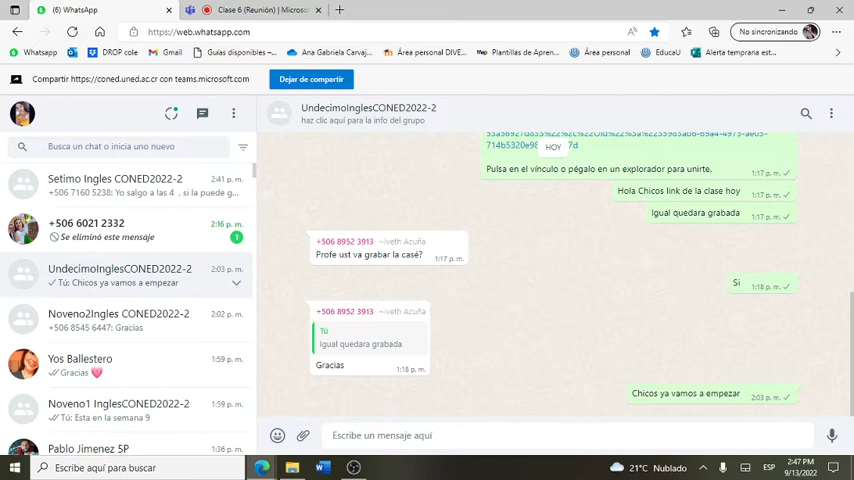 (6) WhatsApp
Clase 6 (Reunión) | Microsof
https://web.whatsapp.com
No sincronizando
Whatsapp
DROP cole
Gmail
Guías disponibles –...
Ana Gabriela Carvaj...
Área personal DIVE...
Plantillas de Apren...
Área personal
EducaU
Alerta temprana est...
Compartir https://coned.uned.ac.cr con teams.microsoft.com
Dejar de compartir
Busca un chat o inicia uno nuevo
Setimo Ingles CONED2022-2
2:41 p. m.
+506 7160 5238: Yo salgo a las 4 , si la puede g...
+506 6021 2332
2:16 p. m.
Se eliminó este mensaje
1
UndecimoInglesCONED2022-2
2:03 p. m.
Tú: Chicos ya vamos a empezar
Noveno2Ingles CONED2022-2
2:02 p. m.
+506 8545 6447: Gracias
Yos Ballestero
1:59 p. m.
Gracias
Noveno1 InglesCONED2022-2
1:59 p. m.
Tú: Esta en la semana 9
Pablo Jimenez 5P
1:36 p. m.
UndecimoInglesCONED2022-2
haz clic aquí para la info del grupo
HOY
Pulsa en el vínculo o pégalo en un explorador para unirte.
1:17 p. m.
Hola Chicos link de la clase hoy
1:17 p. m.
Igual quedara grabada
1:17 p. m.
+506 8952 3913 ~iveth Acuña
Profe ust va grabar la casé?
1:17 p. m.
Si
1:18 p. m.
+506 8952 3913 ~iveth Acuña
Tú
Igual quedara grabada
Gracias
1:18 p. m.
Chicos ya vamos a empezar
2:03 p. m.
Escribe un mensaje aquí
Escribe aquí para buscar
21°C Nublado
ESP
2:47 PM
9/13/2022